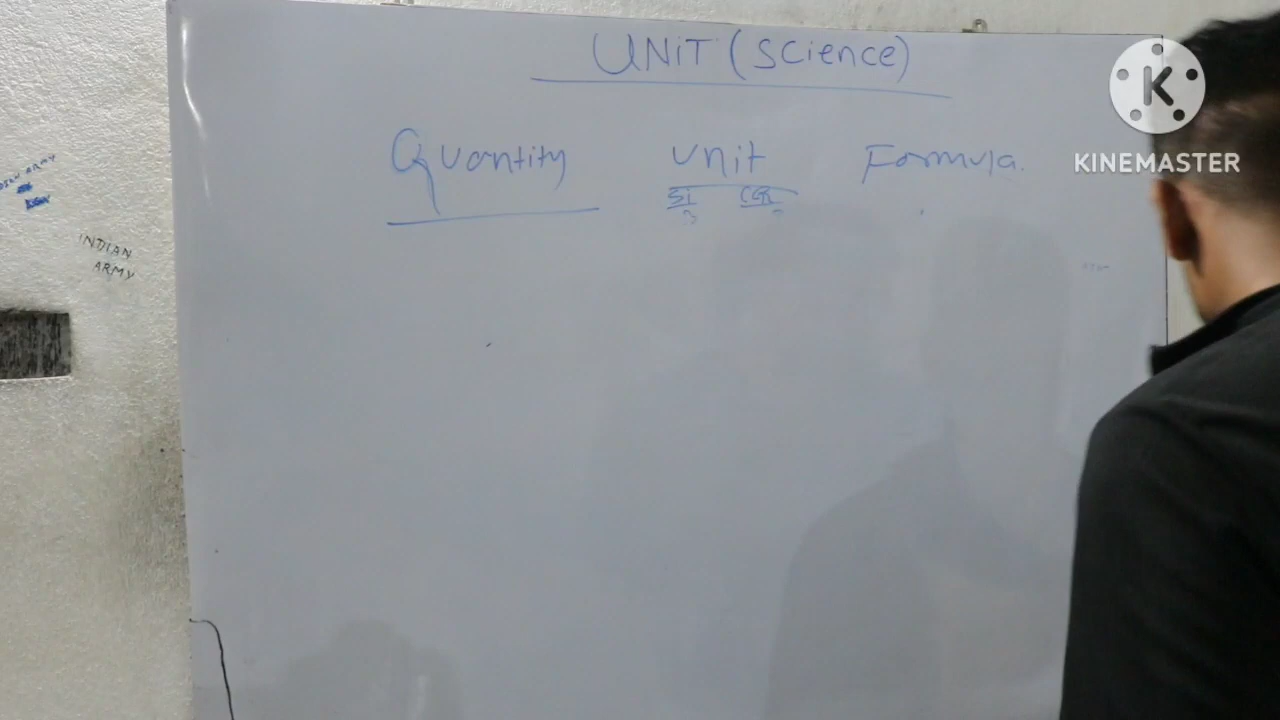 UNiT (Science)
Quantity Unit Formula.
SI CGS
INDIAN
ARMY
K
KINEMASTER